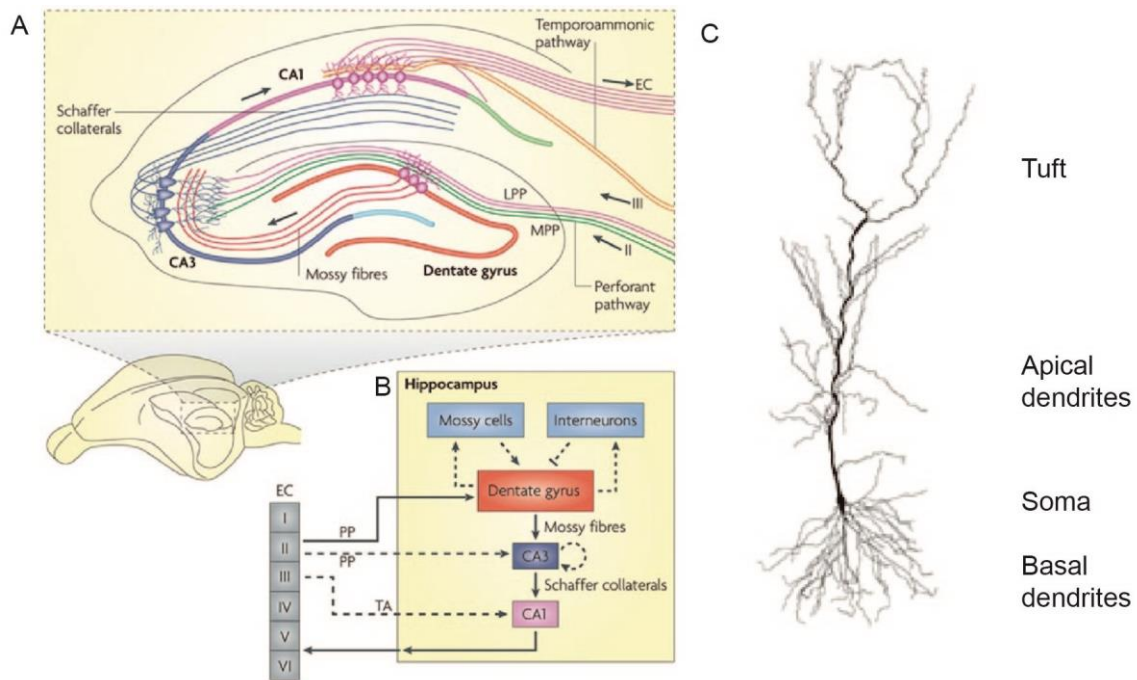 A
Temporoammonic
pathway
CA1
EC
Schaffer
collaterals
LPP
III
MPP
II
CA3
Mossy fibres
Dentate gyrus
Perforant
pathway
B
Hippocampus
Mossy cells
Interneurons
EC
Dentate gyrus
I
PP
Mossy fibres
II
CA3
PP
III
Schaffer collaterals
IV
TA
CA1
V
VI
C
Tuft
Apical
dendrites
Soma
Basal
dendrites